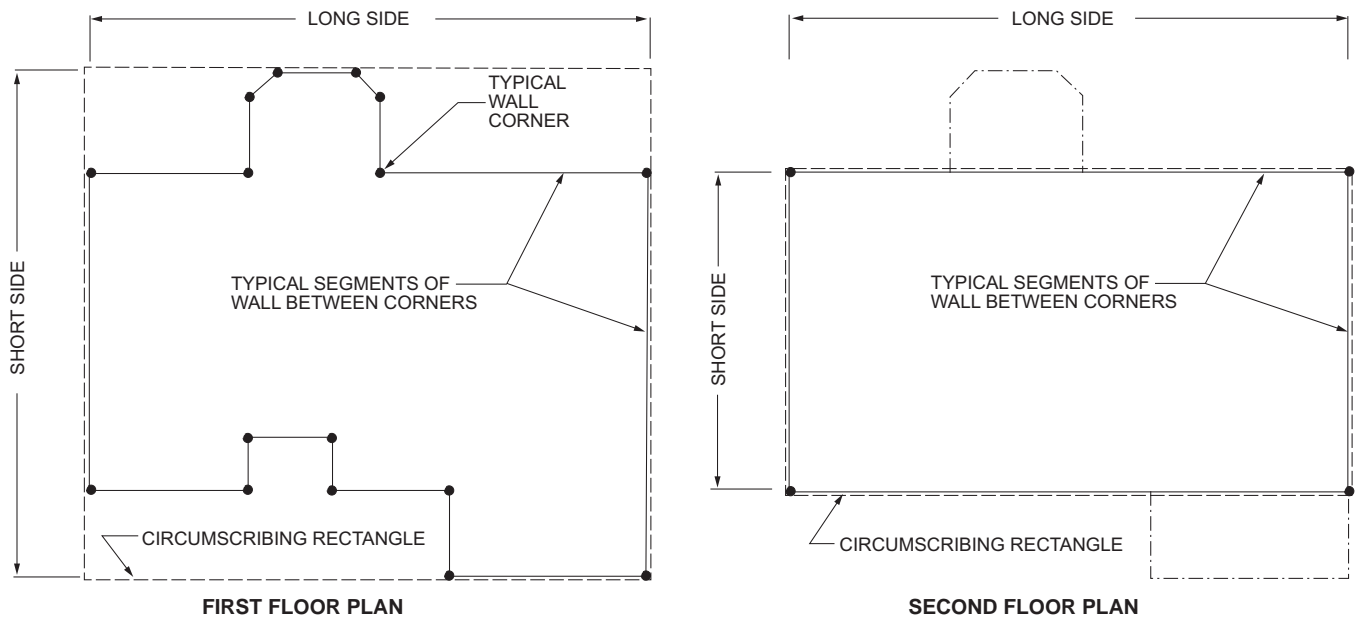 LONG SIDE
SHORT SIDE
TYPICAL
WALL
CORNER
TYPICAL SEGMENTS OF
WALL BETWEEN CORNERS
CIRCUMSCRIBING RECTANGLE
FIRST FLOOR PLAN
LONG SIDE
SHORT SIDE
TYPICAL SEGMENTS OF
WALL BETWEEN CORNERS
CIRCUMSCRIBING RECTANGLE
SECOND FLOOR PLAN